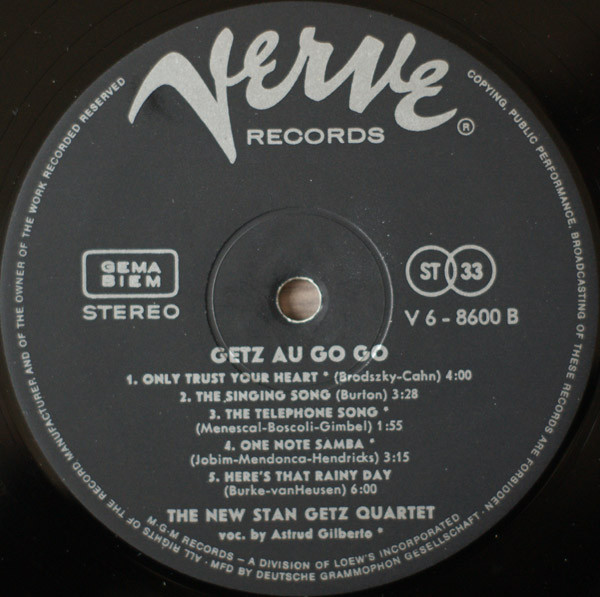 Verve
RECORDS ®
ALL RIGHTS OF THE RECORD MANUFACTURER AND OF THE OWNER OF THE WORK RECORDED RESERVED
COPYING, PUBLIC PERFORMANCE, BROADCASTING OF THESE RECORDS ARE FORBIDDEN
GEMA
BIEM
STEREO
ST 33
V 6 - 8600 B
GETZ AU GO GO
1. ONLY TRUST YOUR HEART * (Brodszky-Cahn) 4:00
2. THE SINGING SONG (Burton) 3:28
3. THE TELEPHONE SONG *
(Menescal-Boscoli-Gimbel) 1:55
4. ONE NOTE SAMBA *
(Jobim-Mendonca-Hendricks) 3:15
5. HERE'S THAT RAINY DAY
(Burke-vanHeusen) 6:00
THE NEW STAN GETZ QUARTET
voc. by Astrud Gilberto *
M-G-M RECORDS – A DIVISION OF LOEW'S INCORPORATED
· MFD BY DEUTSCHE GRAMMOPHON GESELLSCHAFT ·